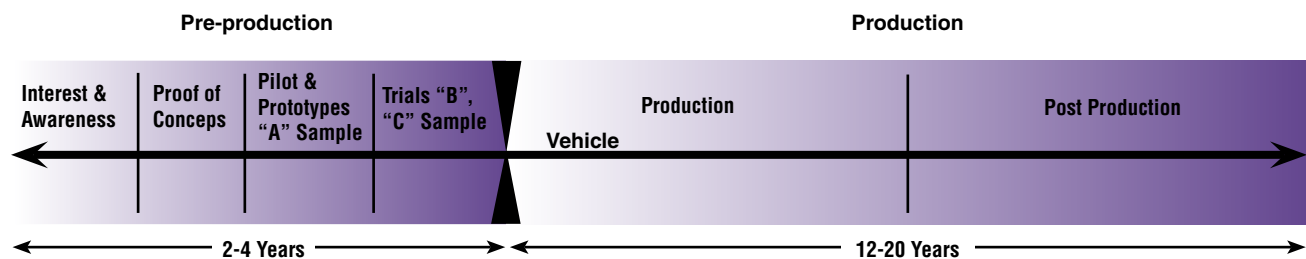 Pre-production
Production
Interest &
Awareness
Proof of
Conceps
Pilot &
Prototypes
“A” Sample
Trials “B”,
“C” Sample
Production
Post Production
Vehicle
2-4 Years
12-20 Years